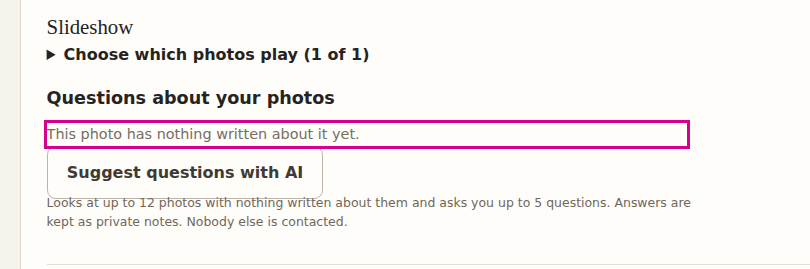 Slideshow
Choose which photos play (1 of 1)
Questions about your photos
This photo has nothing written about it yet.
Suggest questions with AI
Looks at up to 12 photos with nothing written about them and asks you up to 5 questions. Answers are
kept as private notes. Nobody else is contacted.